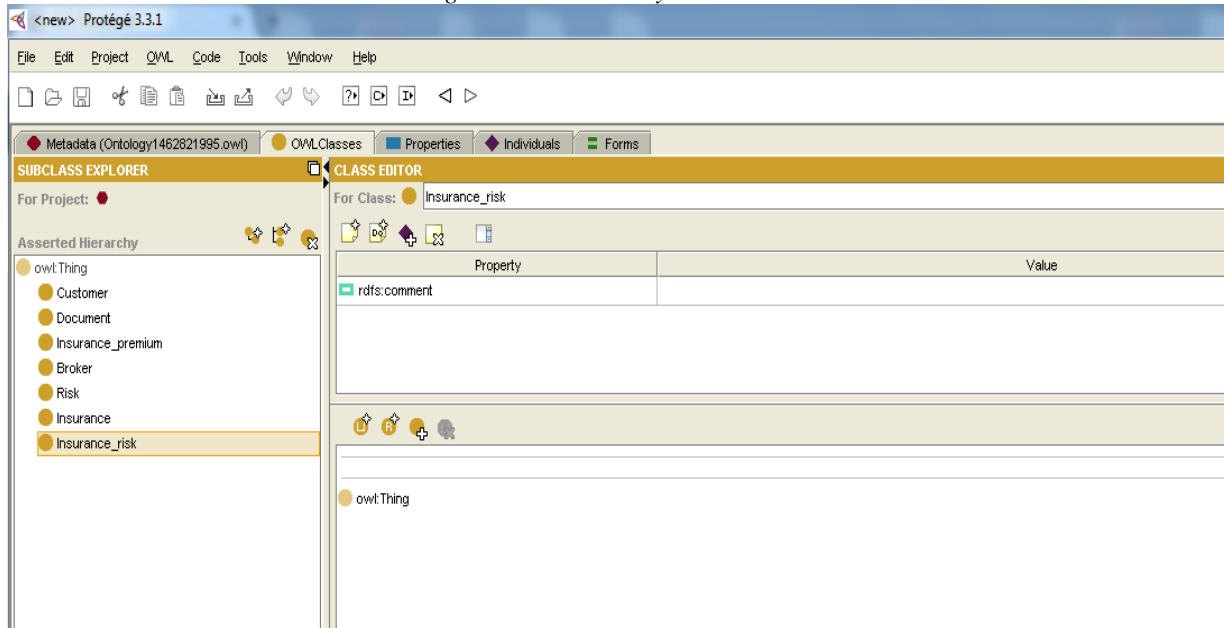 <new> Protégé 3.3.1
File Edit Project OWL Code Tools Window Help
Metadata (Ontology1462821995.owl) OWLClasses Properties Individuals Forms
SUBCLASS EXPLORER
CLASS EDITOR
For Project:
For Class: Insurance_risk
Asserted Hierarchy
Property Value
owl:Thing
rdfs:comment
Customer
Document
Insurance_premium
Broker
Risk
Insurance
Insurance_risk
owl:Thing